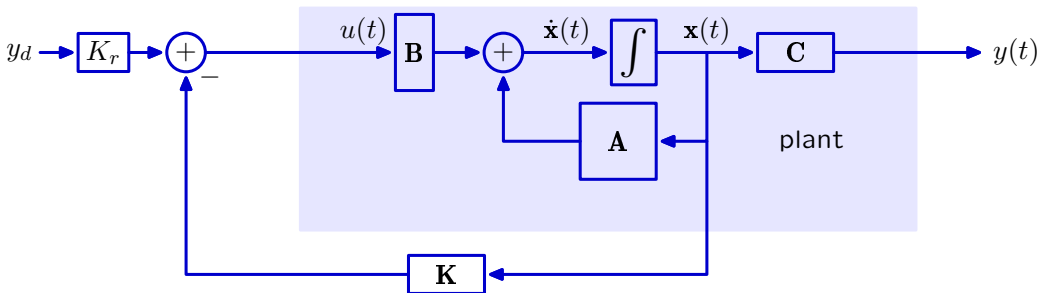 u(t) ẋ(t) x(t)
y_d K_r + B + ∫ C y(t)
−
A plant
K